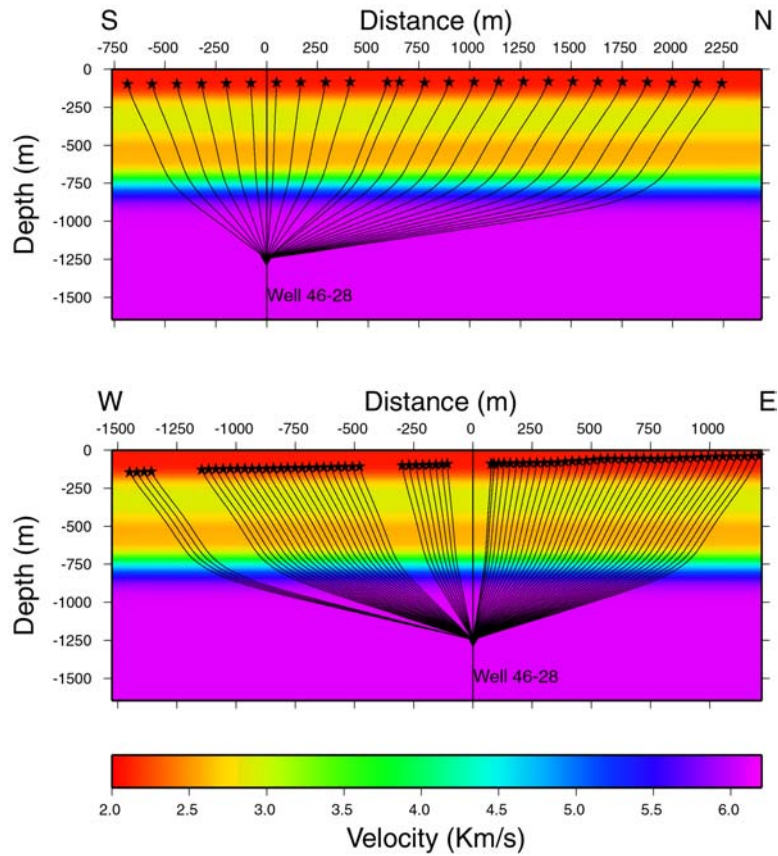 S Distance (m) N
-750 -500 -250 0 250 500 750 1000 1250 1500 1750 2000 2250
Depth (m)
0
-250
-500
-750
-1000
-1250
-1500
Well 46-28
W Distance (m) E
-1500 -1250 -1000 -750 -500 -250 0 250 500 750 1000
Depth (m)
0
-250
-500
-750
-1000
-1250
-1500
Well 46-28
2.0 2.5 3.0 3.5 4.0 4.5 5.0 5.5 6.0
Velocity (Km/s)